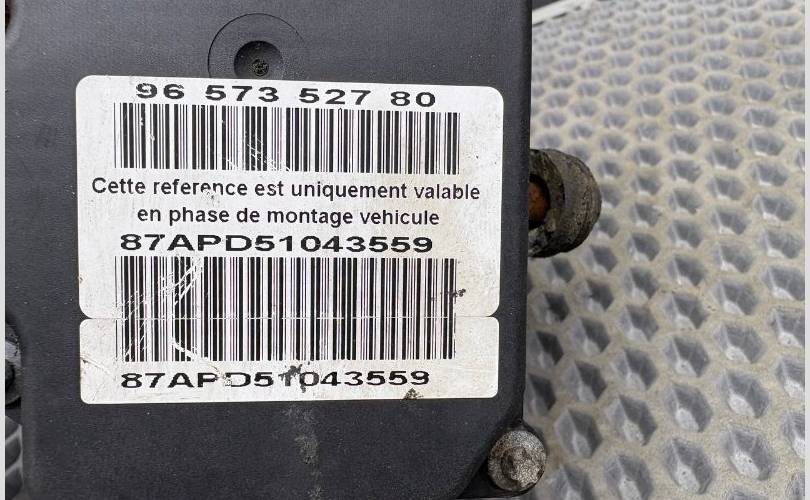 96 573 527 80
Cette reference est uniquement valable
en phase de montage vehicule
87APD51043559
87APD51043559